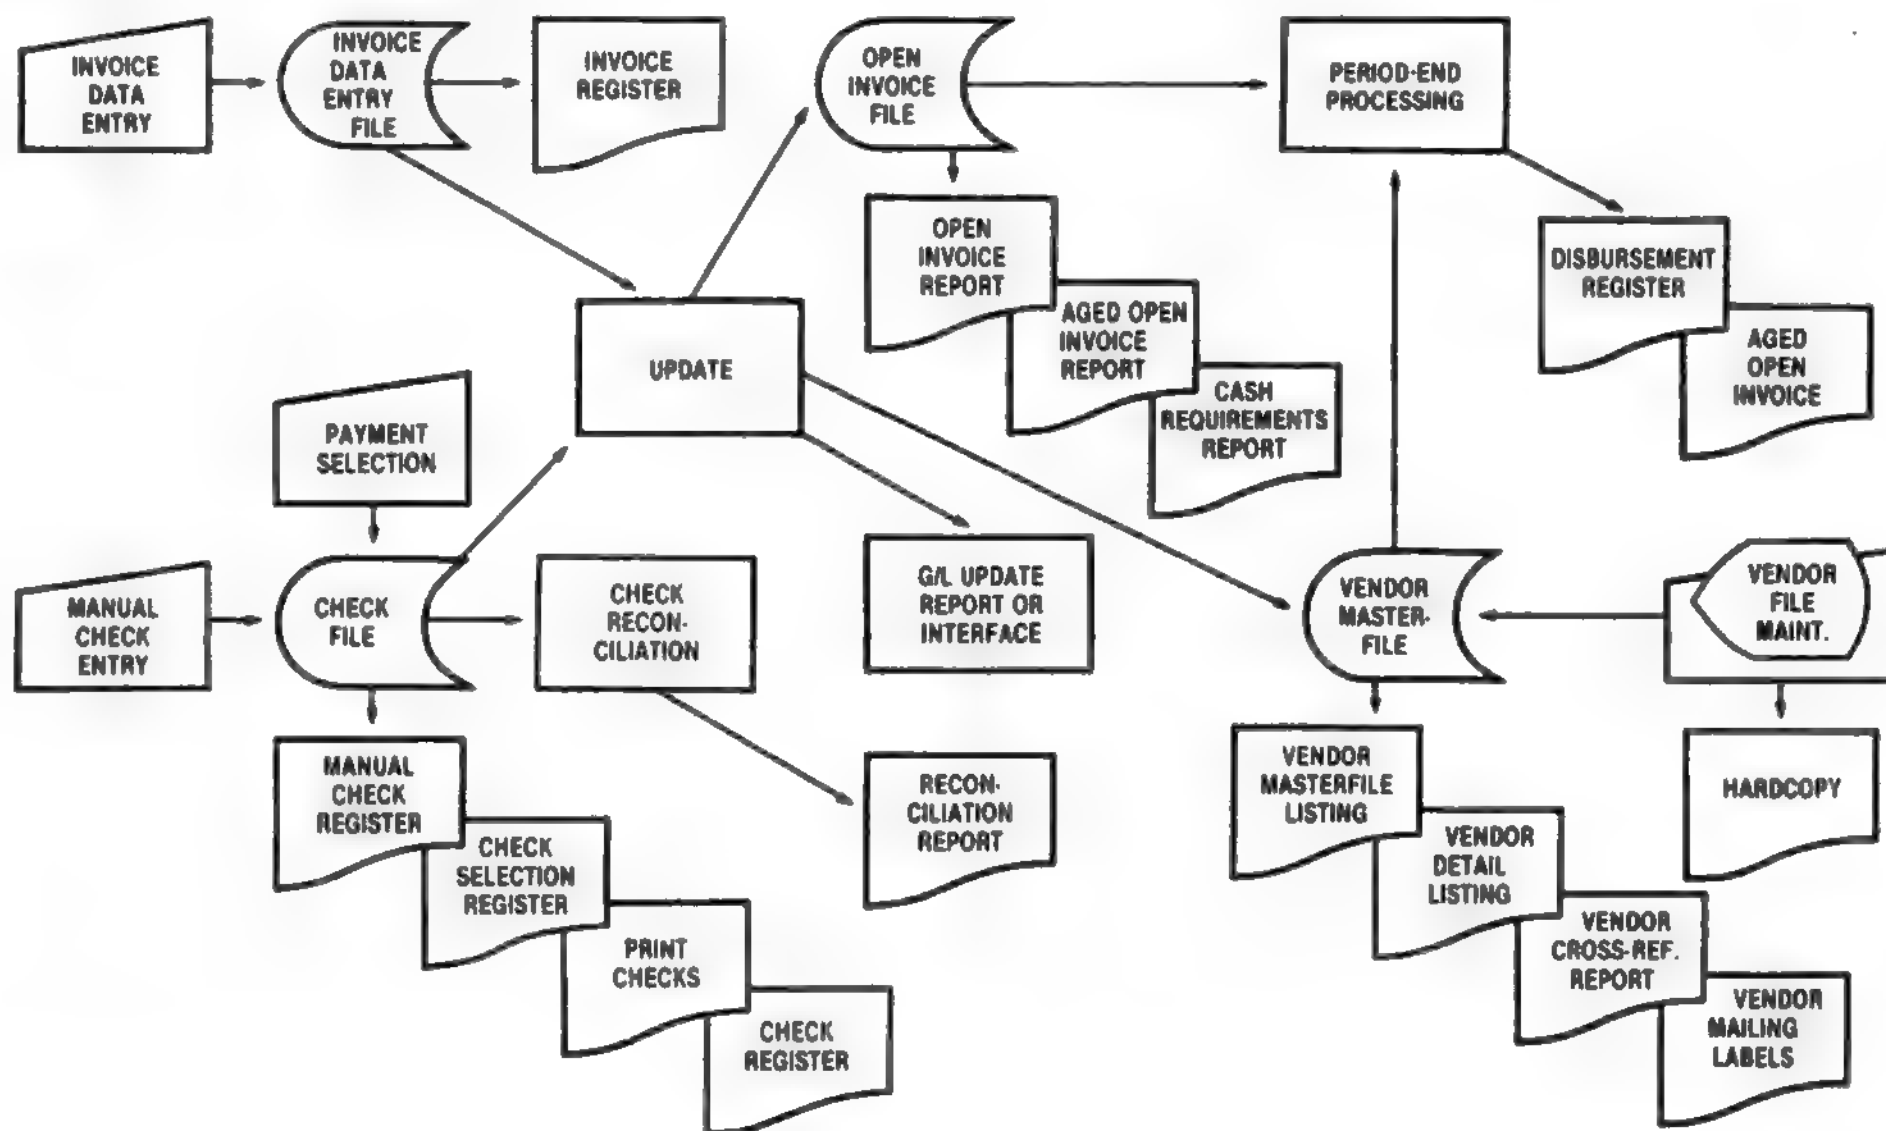 INVOICE
DATA
ENTRY
INVOICE
DATA
ENTRY
FILE
INVOICE
REGISTER
OPEN
INVOICE
FILE
PERIOD-END
PROCESSING
OPEN
INVOICE
REPORT
AGED OPEN
INVOICE
REPORT
CASH
REQUIREMENTS
REPORT
DISBURSEMENT
REGISTER
AGED
OPEN
INVOICE
UPDATE
PAYMENT
SELECTION
MANUAL
CHECK
ENTRY
CHECK
FILE
CHECK
RECON-
CILIATION
G/L UPDATE
REPORT OR
INTERFACE
VENDOR
MASTER-
FILE
VENDOR
FILE
MAINT.
MANUAL
CHECK
REGISTER
CHECK
SELECTION
REGISTER
PRINT
CHECKS
CHECK
REGISTER
RECON-
CILIATION
REPORT
VENDOR
MASTERFILE
LISTING
VENDOR
DETAIL
LISTING
VENDOR
CROSS-REF.
REPORT
VENDOR
MAILING
LABELS
HARDCOPY